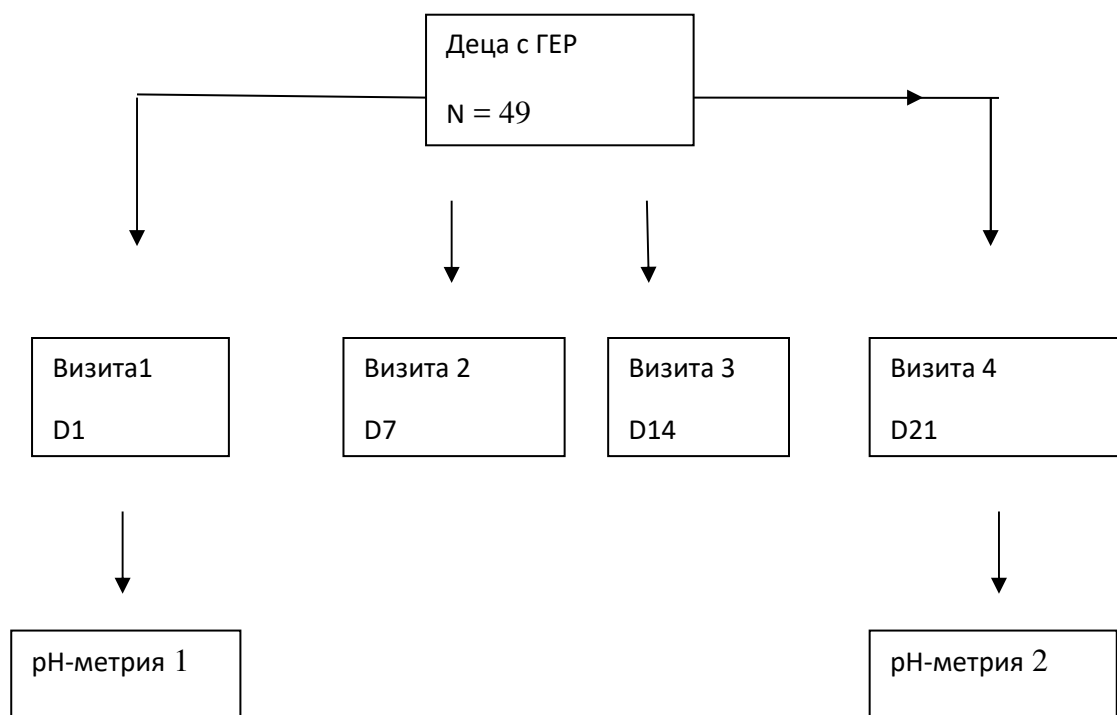 Деца с ГЕР
N = 49
Визита1
D1
Визита 2
D7
Визита 3
D14
Визита 4
D21
pH-метрия 1
pH-метрия 2